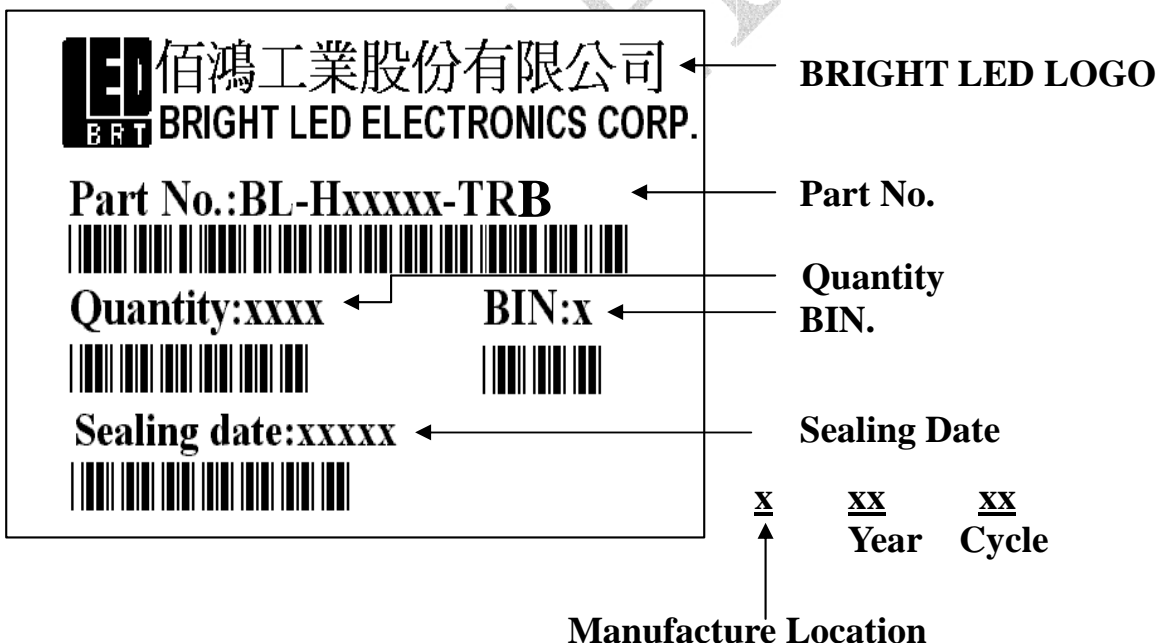 LED
BRT
佰鴻工業股份有限公司
BRIGHT LED ELECTRONICS CORP.
BRIGHT LED LOGO
Part No.:BL-Hxxxxx-TRB
Part No.
Quantity:xxxx
BIN:x
Quantity
BIN.
Sealing date:xxxxx
Sealing Date
x xx xx
Year Cycle
Manufacture Location